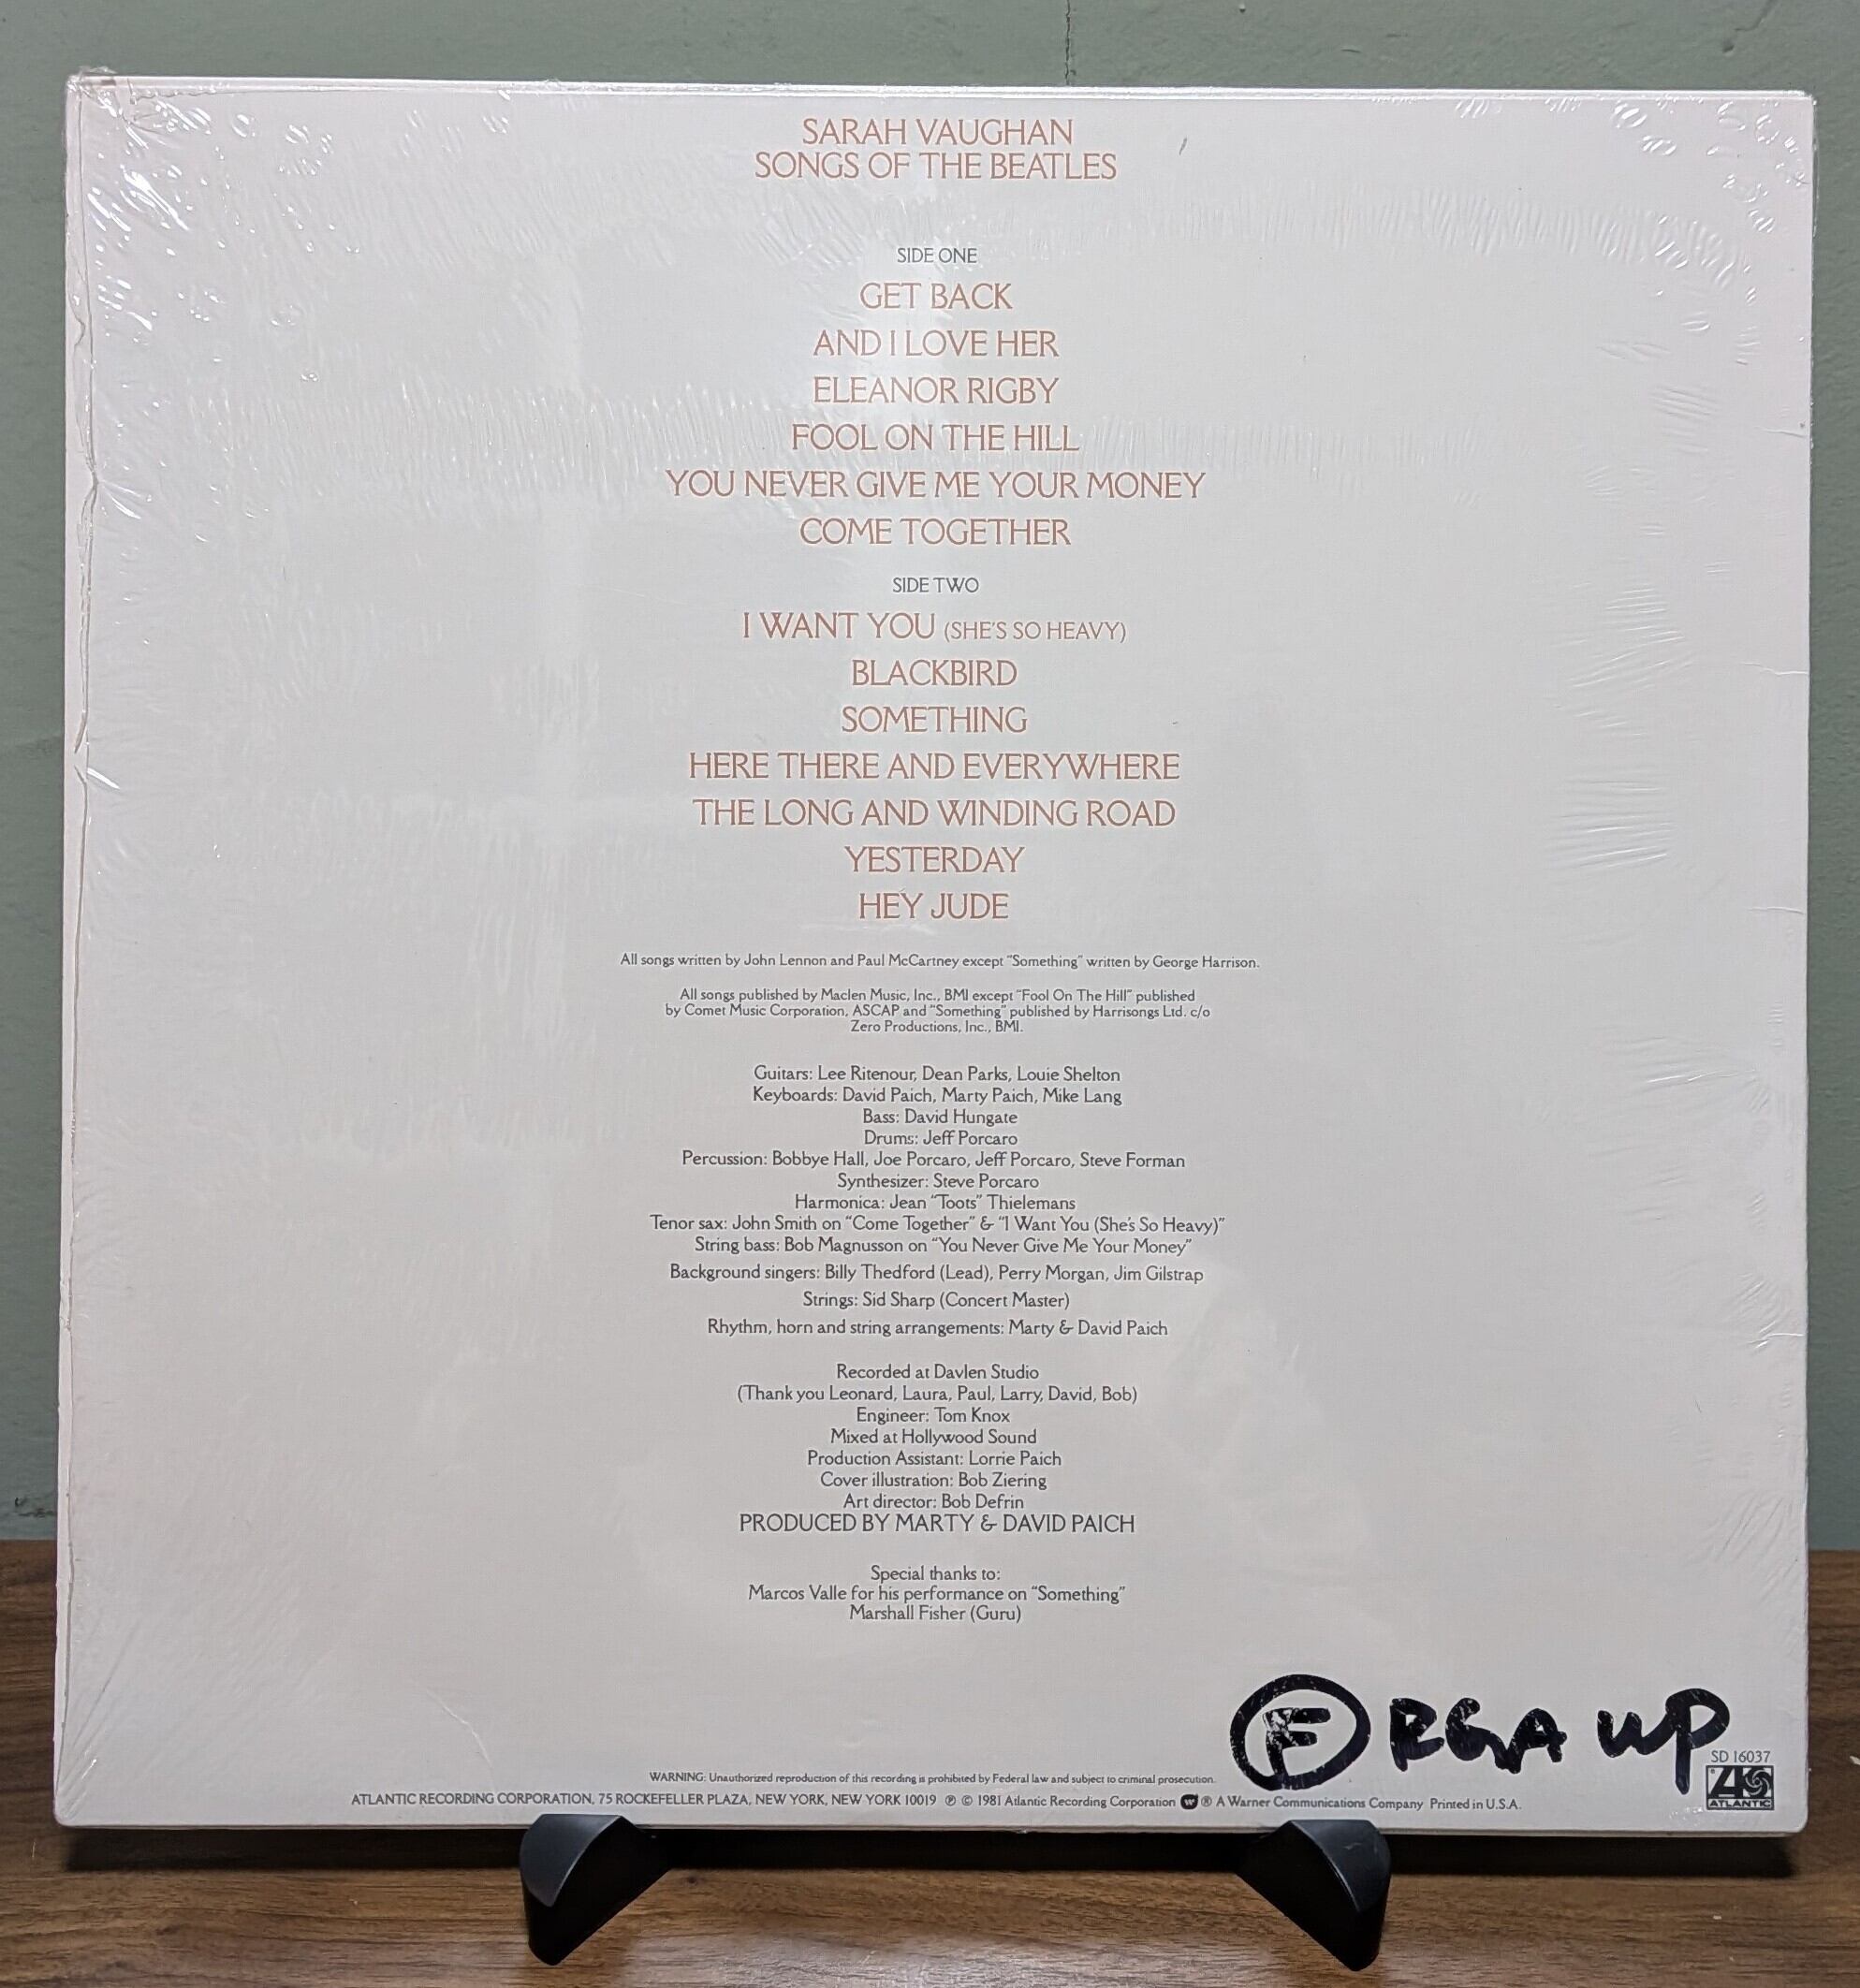 SARAH VAUGHAN
SONGS OF THE BEATLES
SIDE ONE
GET BACK
AND I LOVE HER
ELEANOR RIGBY
FOOL ON THE HILL
YOU NEVER GIVE ME YOUR MONEY
COME TOGETHER
SIDE TWO
I WANT YOU (SHE'S SO HEAVY)
BLACKBIRD
SOMETHING
HERE THERE AND EVERYWHERE
THE LONG AND WINDING ROAD
YESTERDAY
HEY JUDE
All songs written by John Lennon and Paul McCartney except "Something" written by George Harrison.
All songs published by Maclen Music, Inc., BMI except "Fool On The Hill" published
by Comet Music Corporation, ASCAP and "Something" published by Harrisongs Ltd. c/o
Zero Productions, Inc., BMI.
Guitars: Lee Ritenour, Dean Parks, Louie Shelton
Keyboards: David Paich, Marty Paich, Mike Lang
Bass: David Hungate
Drums: Jeff Porcaro
Percussion: Bobbye Hall, Joe Porcaro, Jeff Porcaro, Steve Forman
Synthesizer: Steve Porcaro
Harmonica: Jean "Toots" Thielemans
Tenor sax: John Smith on "Come Together" & "I Want You (She's So Heavy)"
String bass: Bob Magnusson on "You Never Give Me Your Money"
Background singers: Billy Thedford (Lead), Perry Morgan, Jim Gilstrap
Strings: Sid Sharp (Concert Master)
Rhythm, horn and string arrangements: Marty & David Paich
Recorded at Davlen Studio
(Thank you Leonard, Laura, Paul, Larry, David, Bob)
Engineer: Tom Knox
Mixed at Hollywood Sound
Production Assistant: Lorrie Paich
Cover illustration: Bob Ziering
Art director: Bob Defrin
PRODUCED BY MARTY & DAVID PAICH
Special thanks to:
Marcos Valle for his performance on "Something"
Marshall Fisher (Guru)
F RGA WP
SD 16037
WARNING: Unauthorized reproduction of this recording is prohibited by Federal law and subject to criminal prosecution.
ATLANTIC RECORDING CORPORATION, 75 ROCKEFELLER PLAZA, NEW YORK, NEW YORK 10019 ℗ © 1981 Atlantic Recording Corporation ® A Warner Communications Company Printed in U.S.A.
ATLANTIC